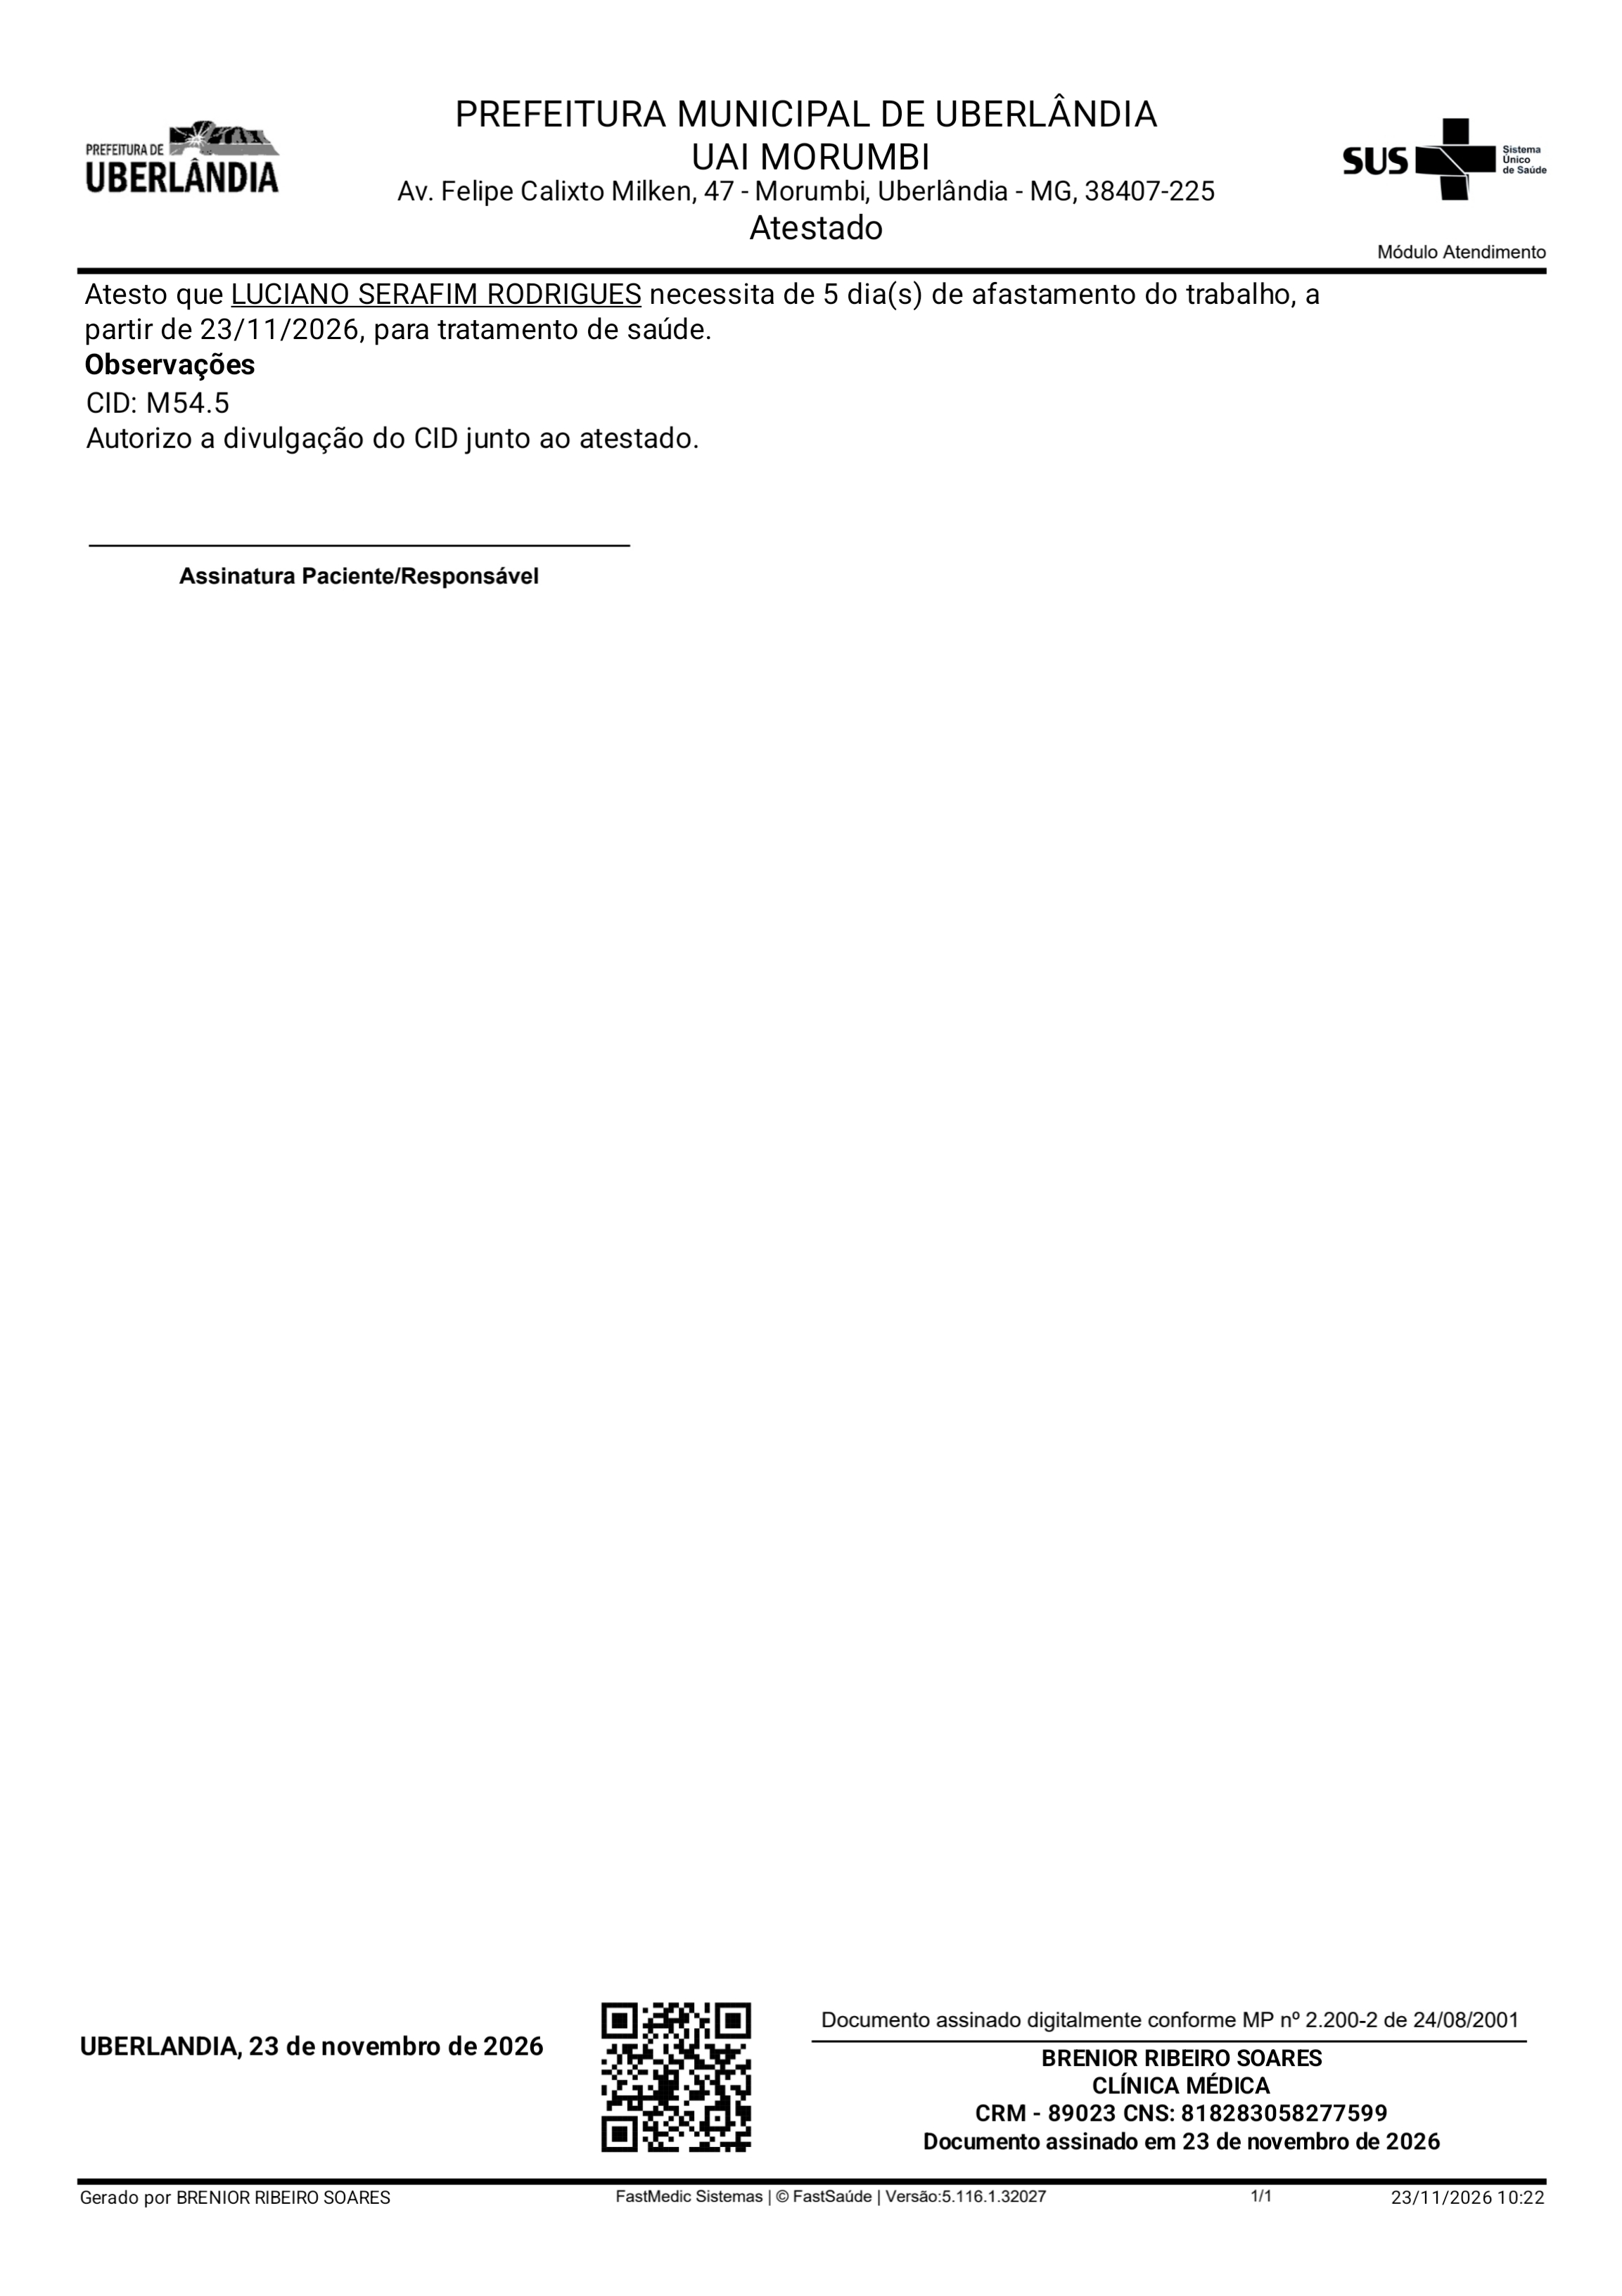 PREFEITURA DE
UBERLÂNDIA
PREFEITURA MUNICIPAL DE UBERLÂNDIA
UAI MORUMBI
Av. Felipe Calixto Milken, 47 - Morumbi, Uberlândia - MG, 38407-225
Atestado
SUS
Sistema
Único
de Saúde
Módulo Atendimento
Atesto que LUCIANO SERAFIM RODRIGUES necessita de 5 dia(s) de afastamento do trabalho, a
partir de 23/11/2026, para tratamento de saúde.
Observações
CID: M54.5
Autorizo a divulgação do CID junto ao atestado.
Assinatura Paciente/Responsável
UBERLANDIA, 23 de novembro de 2026
Documento assinado digitalmente conforme MP nº 2.200-2 de 24/08/2001
BRENIOR RIBEIRO SOARES
CLÍNICA MÉDICA
CRM - 89023 CNS: 818283058277599
Documento assinado em 23 de novembro de 2026
Gerado por BRENIOR RIBEIRO SOARES
FastMedic Sistemas | © FastSaúde | Versão:5.116.1.32027
1/1
23/11/2026 10:22